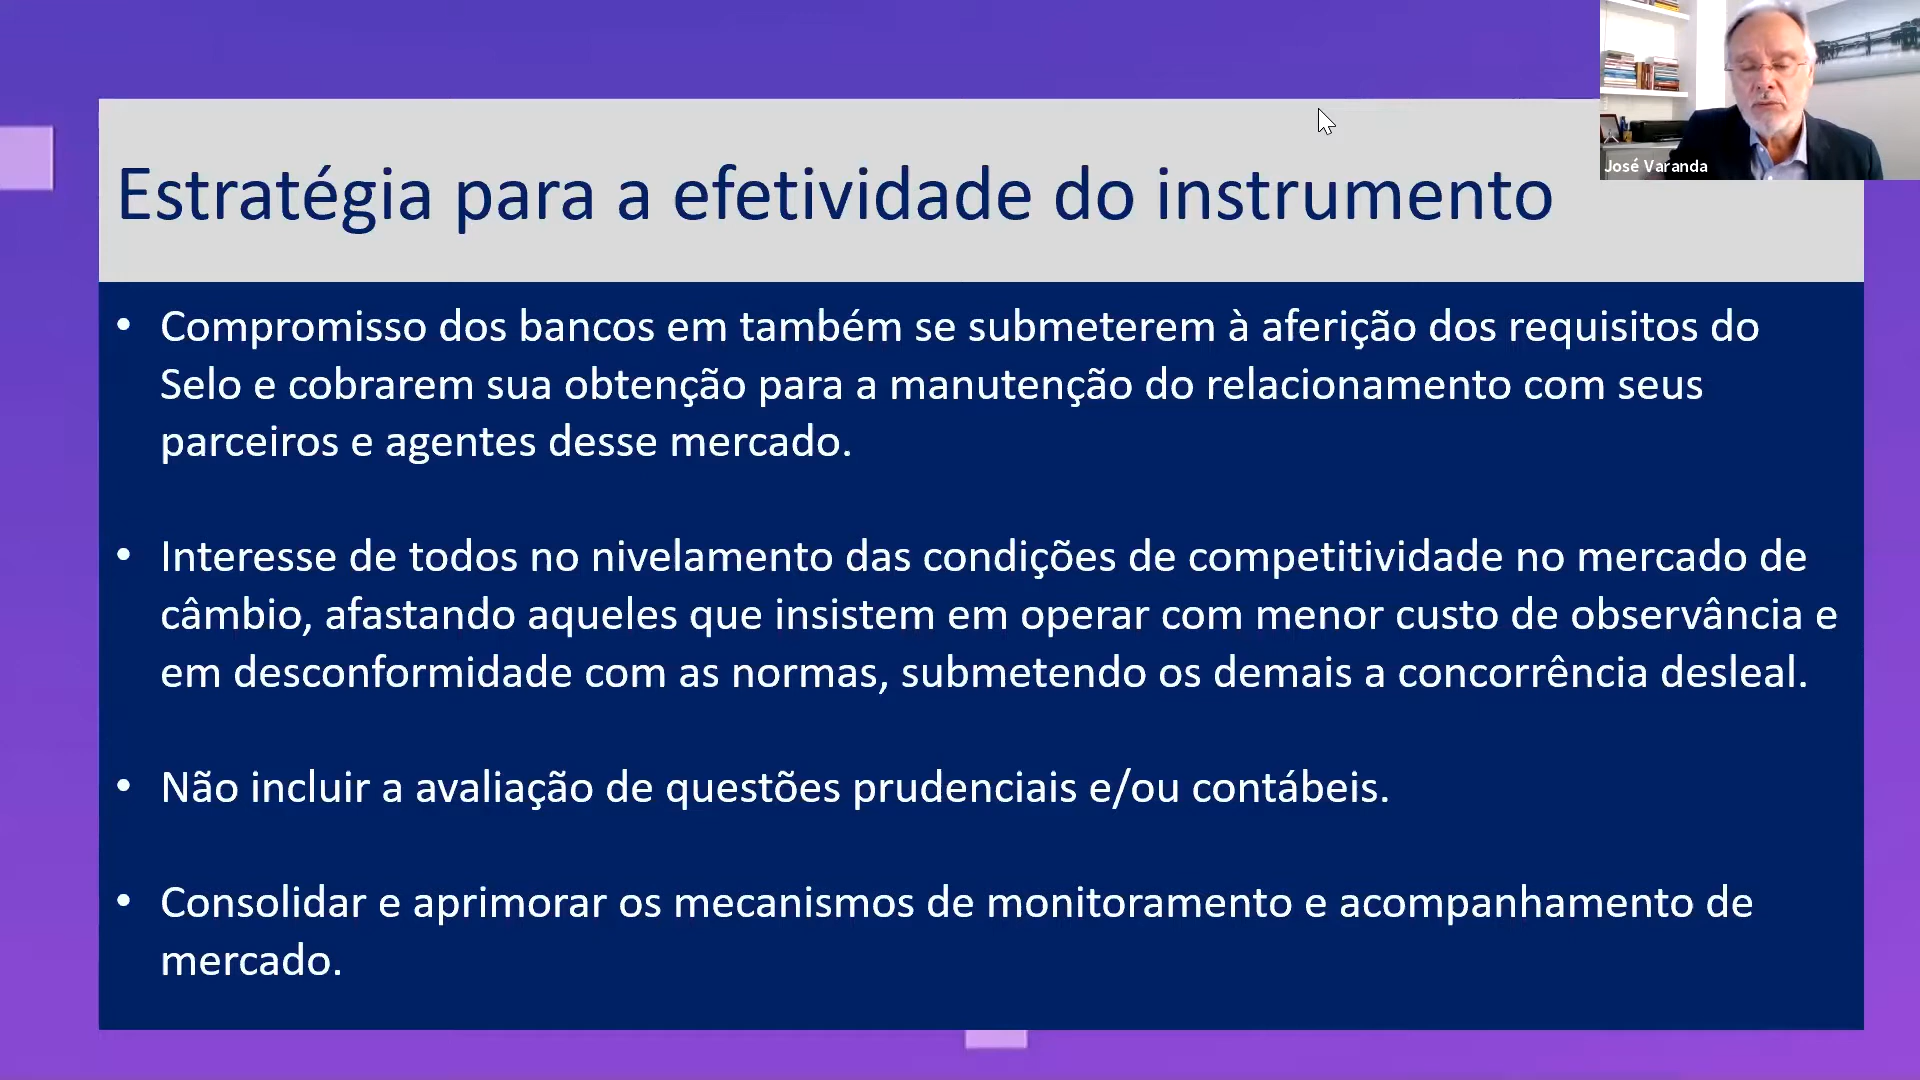 José Varanda
Estratégia para a efetividade do instrumento
• Compromisso dos bancos em também se submeterem à aferição dos requisitos do
Selo e cobrarem sua obtenção para a manutenção do relacionamento com seus
parceiros e agentes desse mercado.
• Interesse de todos no nivelamento das condições de competitividade no mercado de
câmbio, afastando aqueles que insistem em operar com menor custo de observância e
em desconformidade com as normas, submetendo os demais a concorrência desleal.
• Não incluir a avaliação de questões prudenciais e/ou contábeis.
• Consolidar e aprimorar os mecanismos de monitoramento e acompanhamento de
mercado.